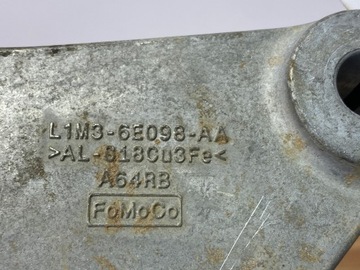 L1M3-6E098-AA
>AL-S18Cu3Fe<
A64RB
FoMoCo